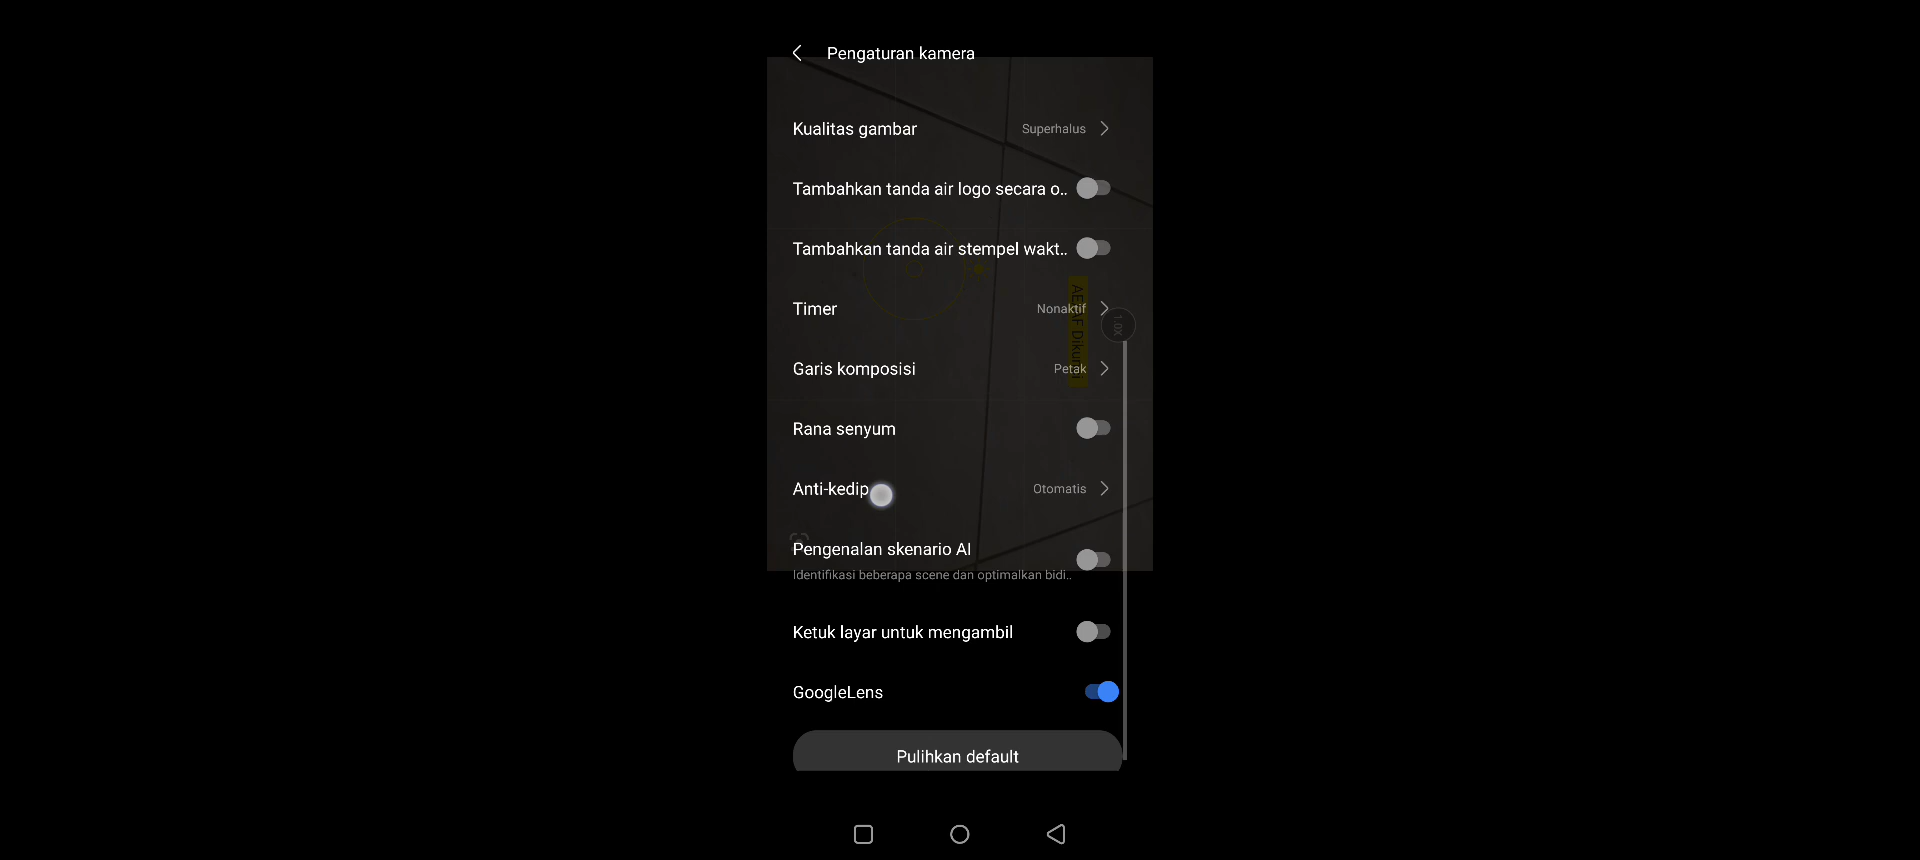 Pengaturan kamera
Kualitas gambar
Superhalus
Tambahkan tanda air logo secara o..
Tambahkan tanda air stempel wakt..
Timer
Nonaktif
1.0X
Garis komposisi
Petak
Rana senyum
Anti-kedip
Otomatis
Pengenalan skenario AI
Identifikasi beberapa scene dan optimalkan bidi..
Ketuk layar untuk mengambil
GoogleLens
Pulihkan default